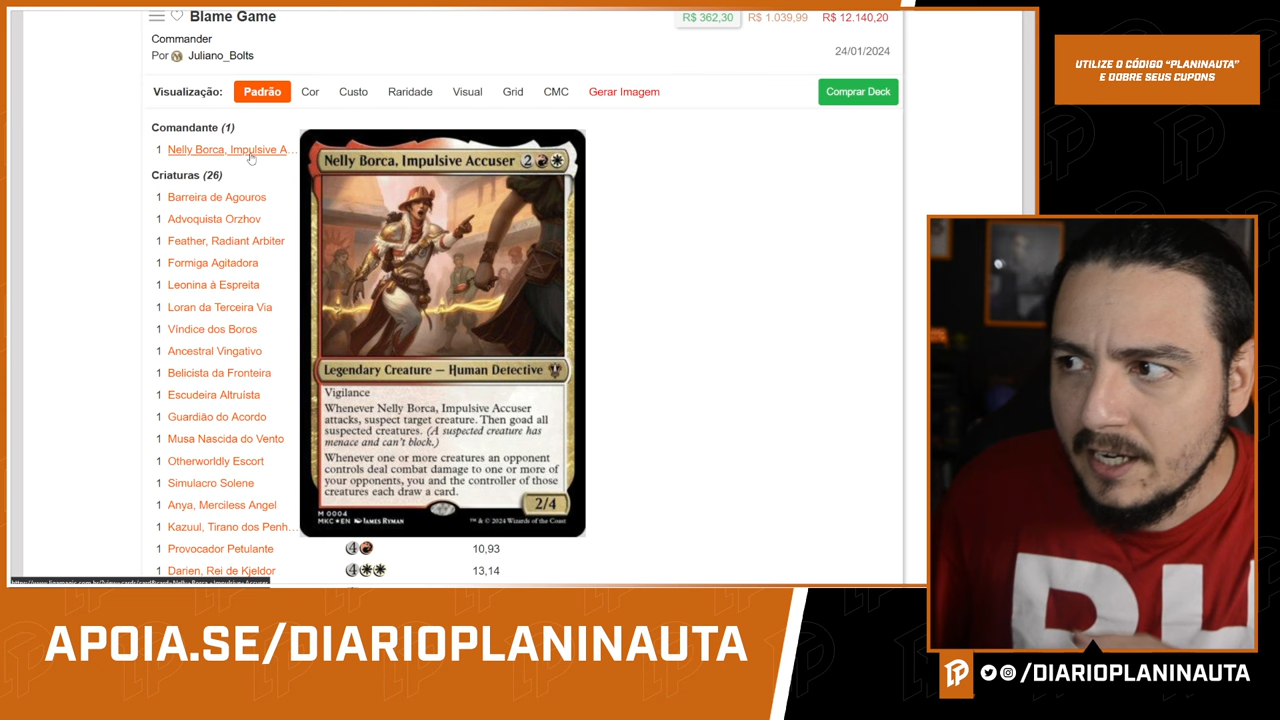 Blame Game
R$ 362,30 R$ 1.039,99 R$ 12.140,20
Commander
Por Juliano_Bolts
24/01/2024
Visualização: Padrão Cor Custo Raridade Visual Grid CMC Gerar Imagem Comprar Deck
Comandante (1)
1 Nelly Borca, Impulsive A...
Criaturas (26)
1 Barreira de Agouros
1 Advoquista Orzhov
1 Feather, Radiant Arbiter
1 Formiga Agitadora
1 Leonina à Espreita
1 Loran da Terceira Via
1 Víndice dos Boros
1 Ancestral Vingativo
1 Belicista da Fronteira
1 Escudeira Altruísta
1 Guardião do Acordo
1 Musa Nascida do Vento
1 Otherworldly Escort
1 Simulacro Solene
1 Anya, Merciless Angel
1 Kazuul, Tirano dos Penh...
1 Provocador Petulante 4 10,93
1 Darien, Rei de Kjeldor 4 13,14
Nelly Borca, Impulsive Accuser 2
Legendary Creature — Human Detective
Vigilance
Whenever Nelly Borca, Impulsive Accuser
attacks, suspect target creature. Then goad all
suspected creatures. (A suspected creature has
menace and can't block.)
Whenever one or more creatures an opponent
controls deal combat damage to one or more of
your opponents, you and the controller of those
creatures each draw a card.
2/4
M 0004
MKC EN James Ryman
™ & © 2024 Wizards of the Coast
UTILIZE O CÓDIGO “PLANINAUTA”
E DOBRE SEUS CUPONS
APOIA.SE/DIARIOPLANINAUTA
/DIARIOPLANINAUTA